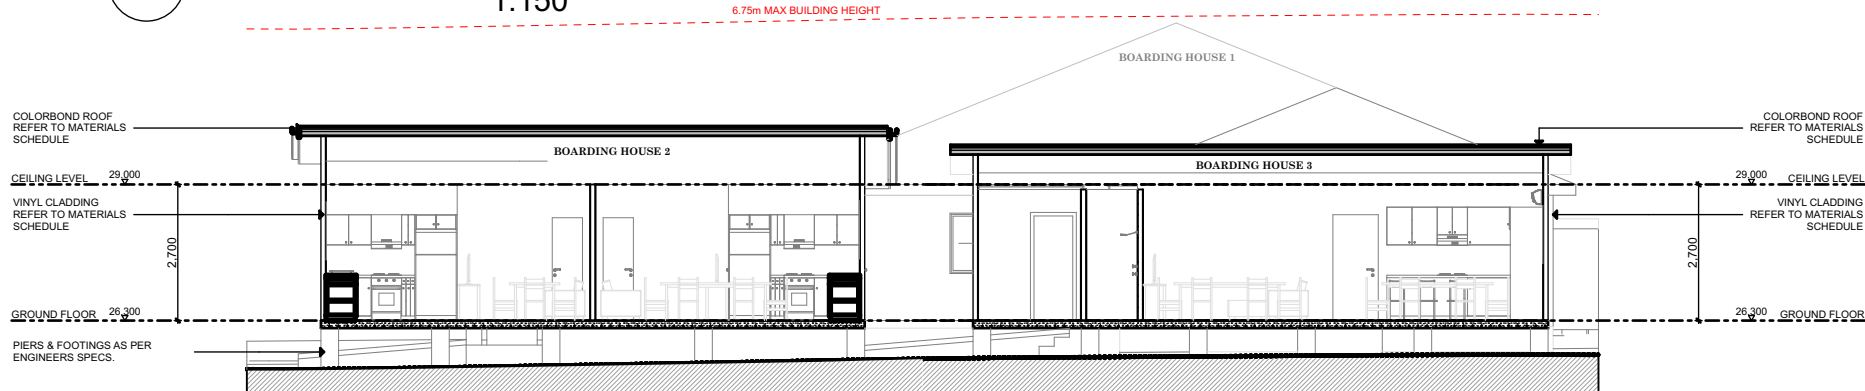 1:150
6.75m MAX BUILDING HEIGHT
BOARDING HOUSE 1
COLORBOND ROOF
REFER TO MATERIALS
SCHEDULE
COLORBOND ROOF
REFER TO MATERIALS
SCHEDULE
BOARDING HOUSE 2
BOARDING HOUSE 3
CEILING LEVEL 29,000
29,000 CEILING LEVEL
VINYL CLADDING
REFER TO MATERIALS
SCHEDULE
VINYL CLADDING
REFER TO MATERIALS
SCHEDULE
2,700
2,700
GROUND FLOOR 26,300
26,300 GROUND FLOOR
PIERS & FOOTINGS AS PER
ENGINEERS SPECS.